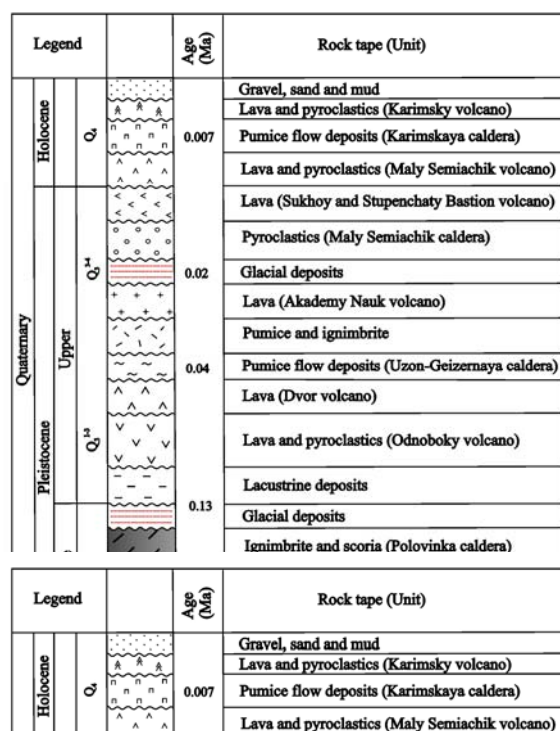 Legend Age (Ma) Rock tape (Unit)
Quaternary
Holocene
Pleistocene
Upper
Q₄
Q₃³⁻⁴
Q₃¹⁻³
Gravel, sand and mud
Lava and pyroclastics (Karimsky volcano)
0.007 Pumice flow deposits (Karimskaya caldera)
Lava and pyroclastics (Maly Semiachik volcano)
Lava (Sukhoy and Stupenchaty Bastion volcano)
Pyroclastics (Maly Semiachik caldera)
0.02 Glacial deposits
Lava (Akademy Nauk volcano)
Pumice and ignimbrite
0.04 Pumice flow deposits (Uzon-Geizernaya caldera)
Lava (Dvor volcano)
Lava and pyroclastics (Odnoboky volcano)
Lacustrine deposits
0.13
Glacial deposits
Ignimbrite and scoria (Polovinka caldera)
Legend Age (Ma) Rock tape (Unit)
Holocene
Q₄
Gravel, sand and mud
Lava and pyroclastics (Karimsky volcano)
0.007 Pumice flow deposits (Karimskaya caldera)
Lava and pyroclastics (Maly Semiachik volcano)